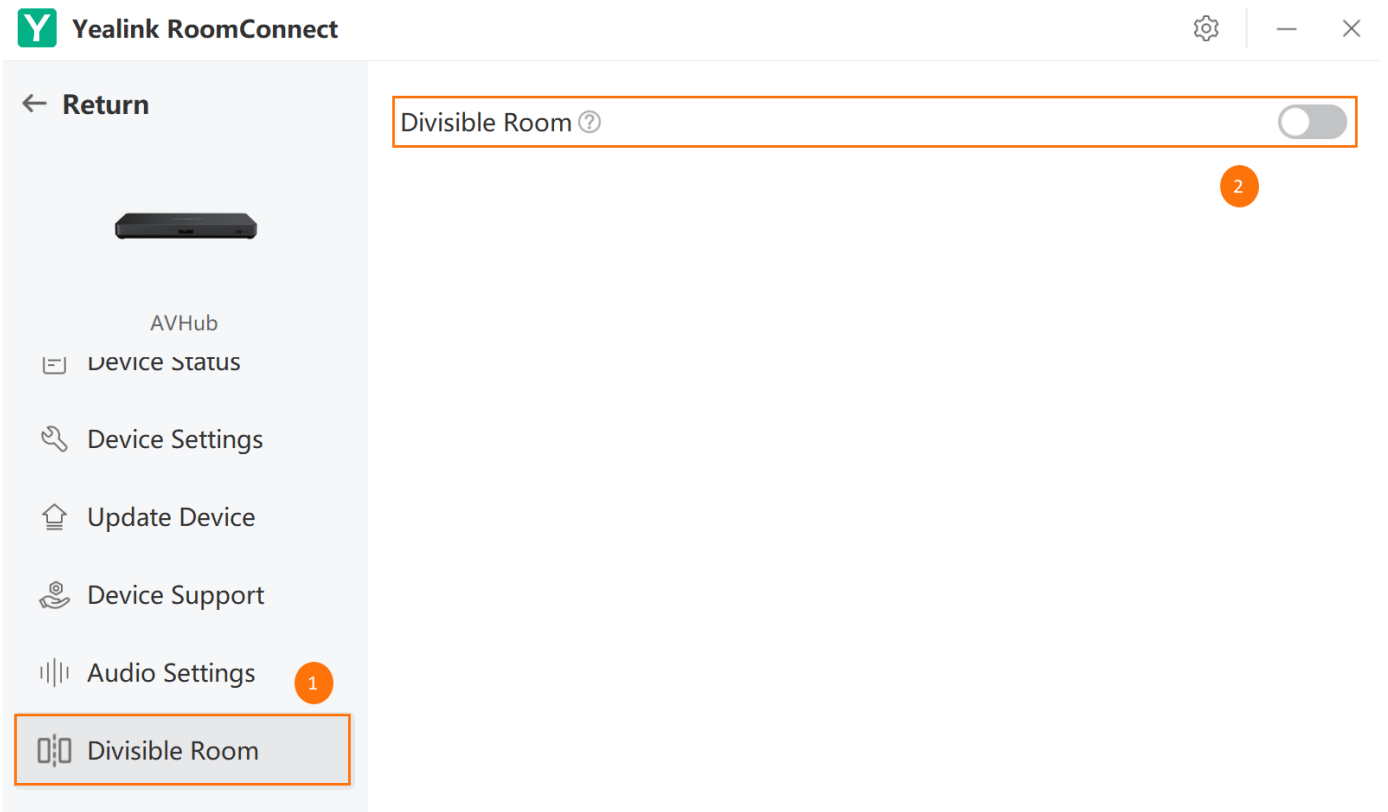 Yealink RoomConnect
Return
Divisible Room
2
AVHub
Device Status
Device Settings
Update Device
Device Support
Audio Settings
1
Divisible Room